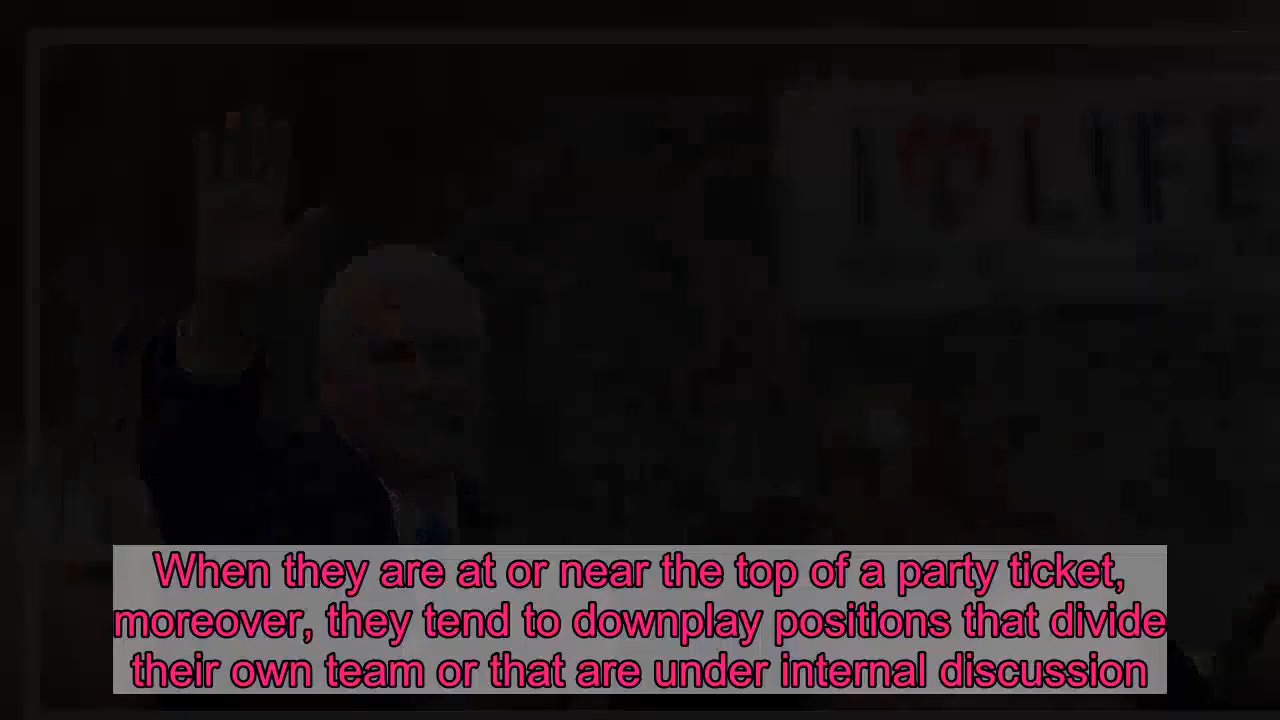 I ❤ LIFE
When they are at or near the top of a party ticket,
moreover, they tend to downplay positions that divide
their own team or that are under internal discussion